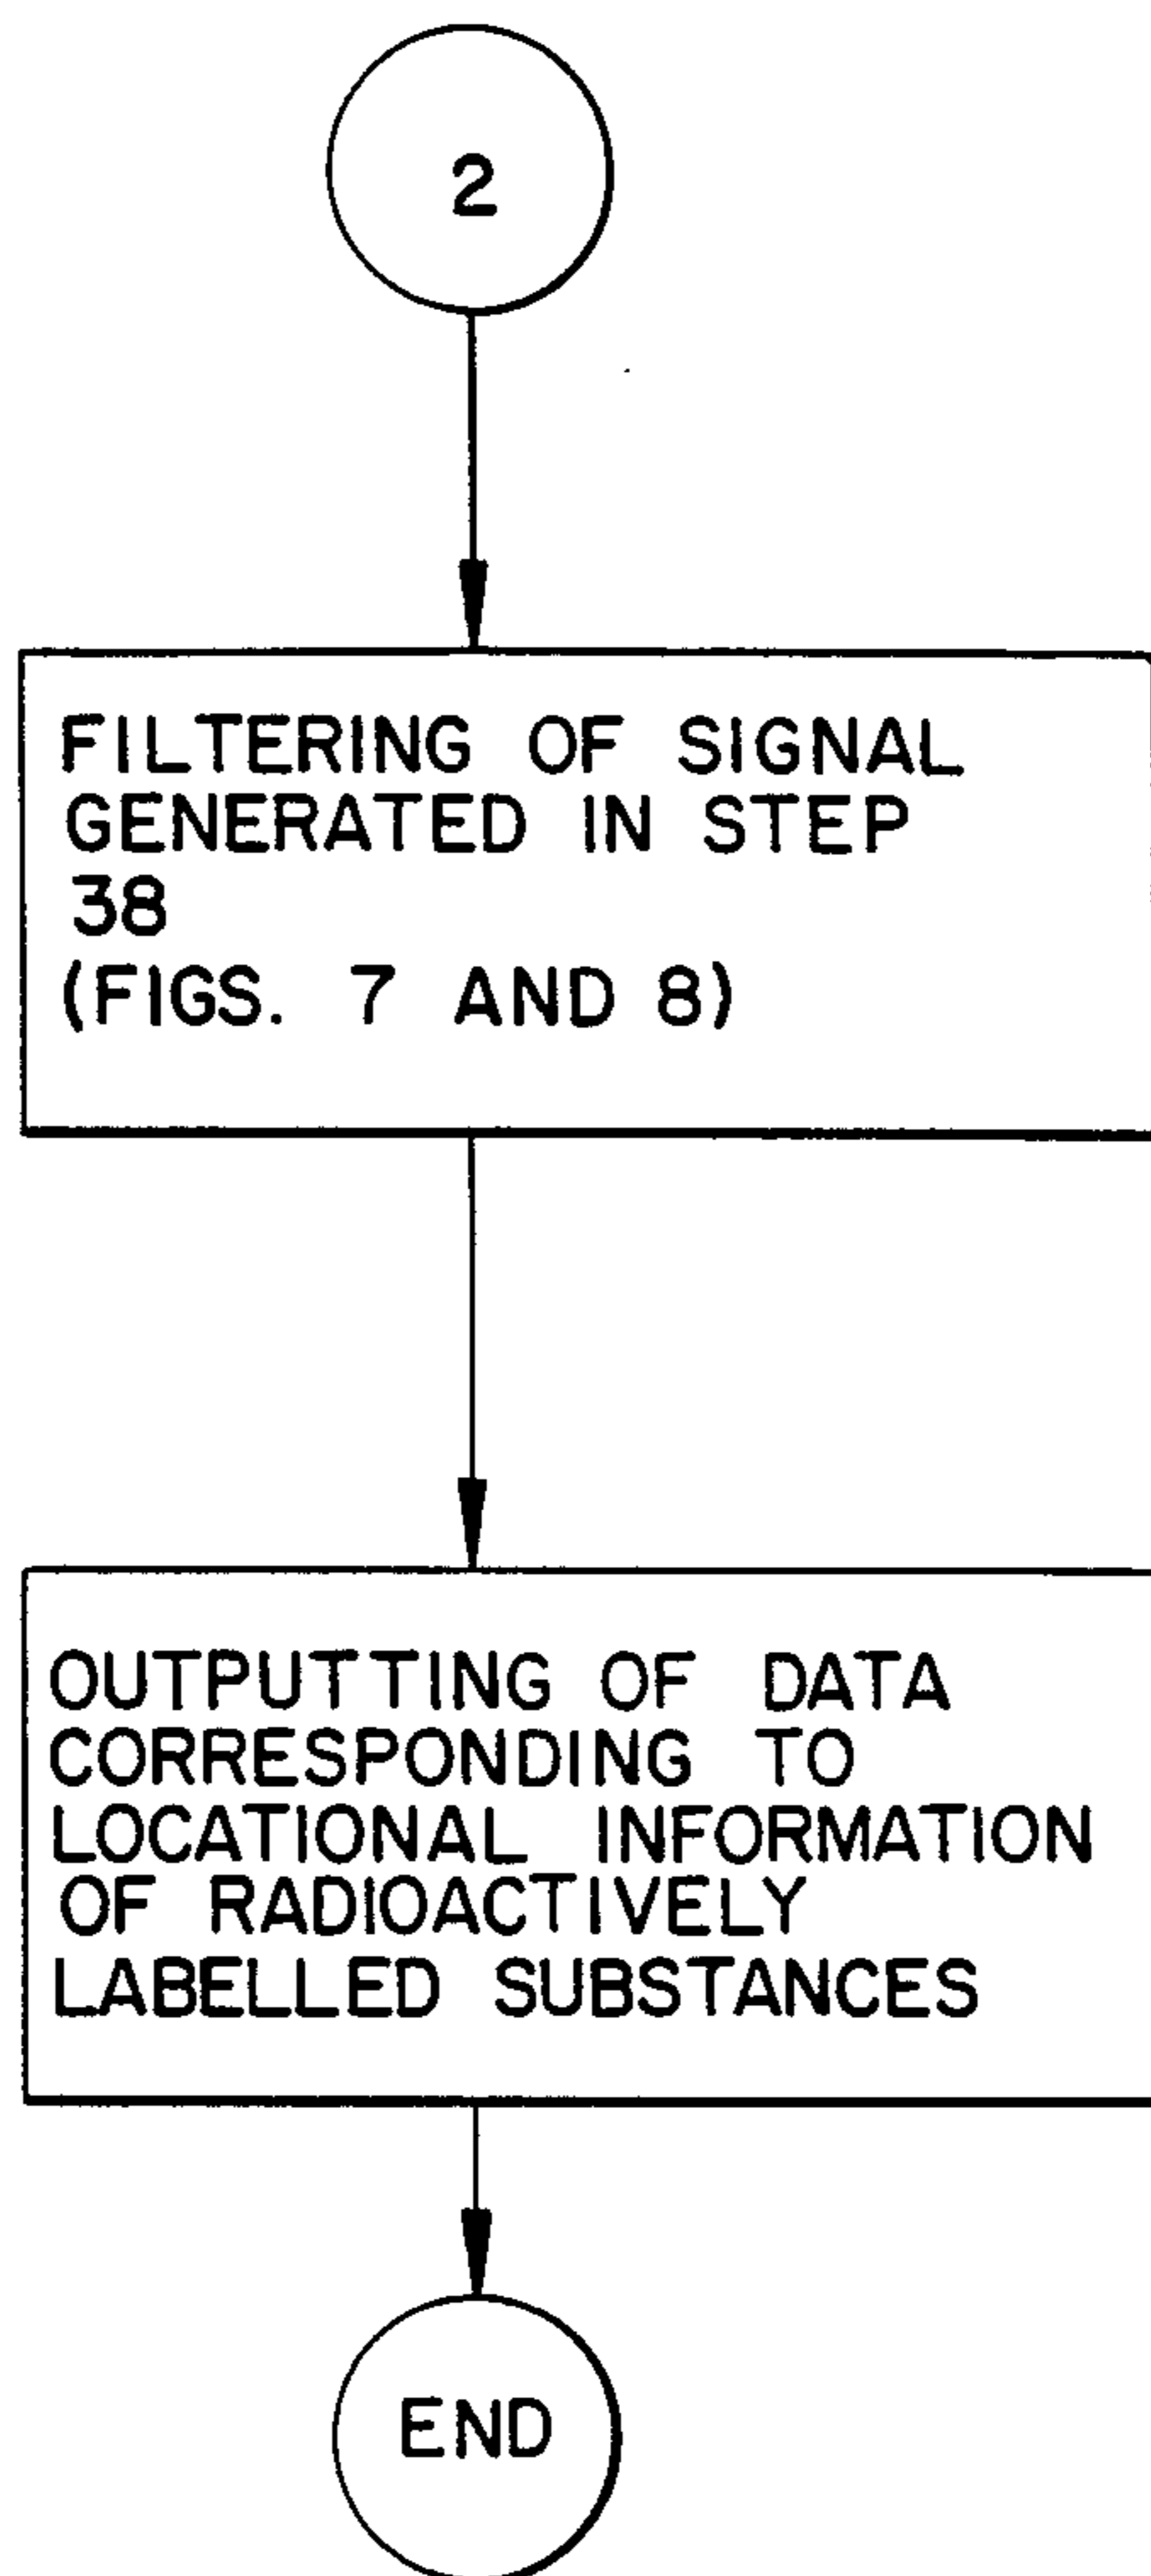 2
FILTERING OF SIGNAL
GENERATED IN STEP
38
(FIGS. 7 AND 8)
OUTPUTTING OF DATA
CORRESPONDING TO
LOCATIONAL INFORMATION
OF RADIOACTIVELY
LABELLED SUBSTANCES
END